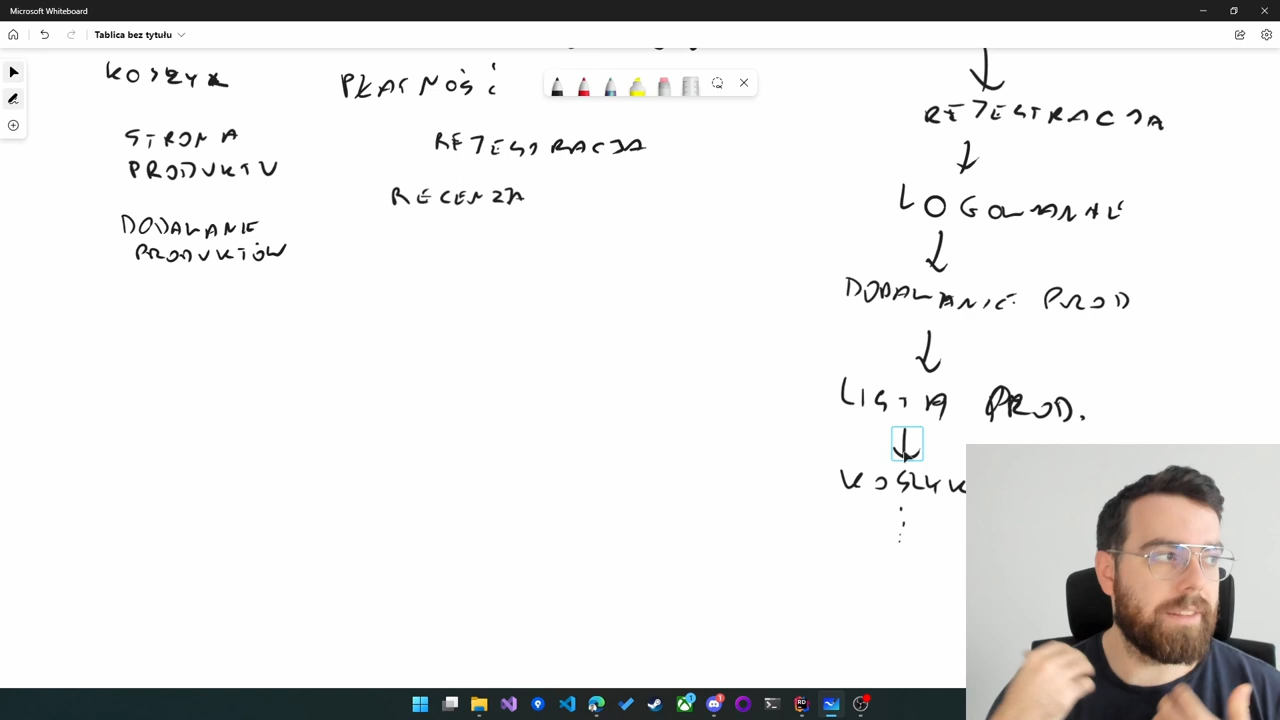 Microsoft Whiteboard
Tablica bez tytułu
KOSZYK
PŁATNOŚĆ
STRONA
PRODUKTU
REJESTRACJA
RECENZJA
DODAWANIE
PRODUKTÓW
REJESTRACJA
LOGOWANIE
DODAWANIE PROD
LISTA PROD.
KOSZYK